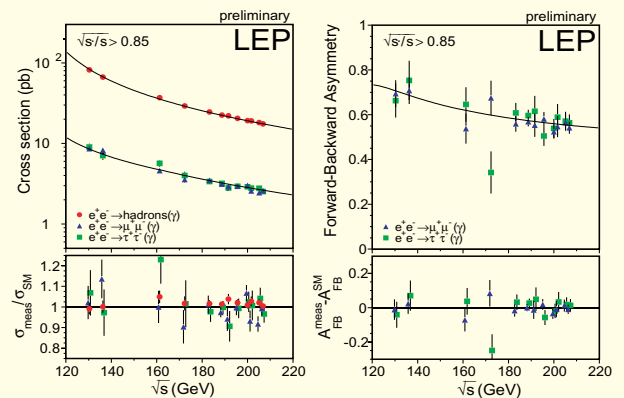 preliminary
LEP
√s'/s > 0.85
Cross section (pb)
10²
10
1
e⁺e⁻→hadrons(γ)
e⁺e⁻→μ⁺μ⁻(γ)
e⁺e⁻→τ⁺τ⁻(γ)
σmeas/σSM
1.2
1.1
1
0.9
0.8
120 140 160 180 200 220
√s (GeV)
preliminary
LEP
√s'/s > 0.85
Forward-Backward Asymmetry
1
0.8
0.6
0.4
0.2
0
e⁺e⁻→μ⁺μ⁻(γ)
e⁺e⁻→τ⁺τ⁻(γ)
A_FB^meas-A_FB^SM
0.2
0
-0.2
120 140 160 180 200 220
√s (GeV)